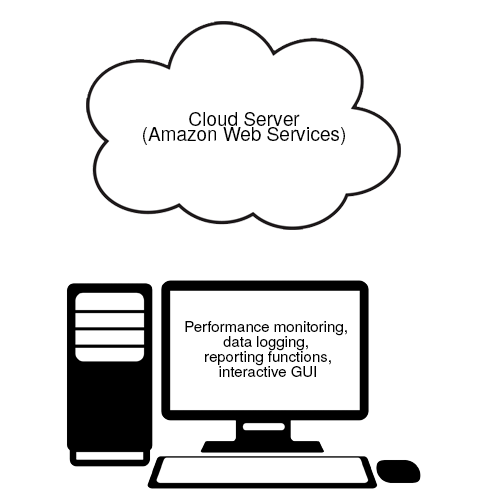 Cloud Server
(Amazon Web Services)
Performance monitoring,
data logging,
reporting functions,
interactive GUI